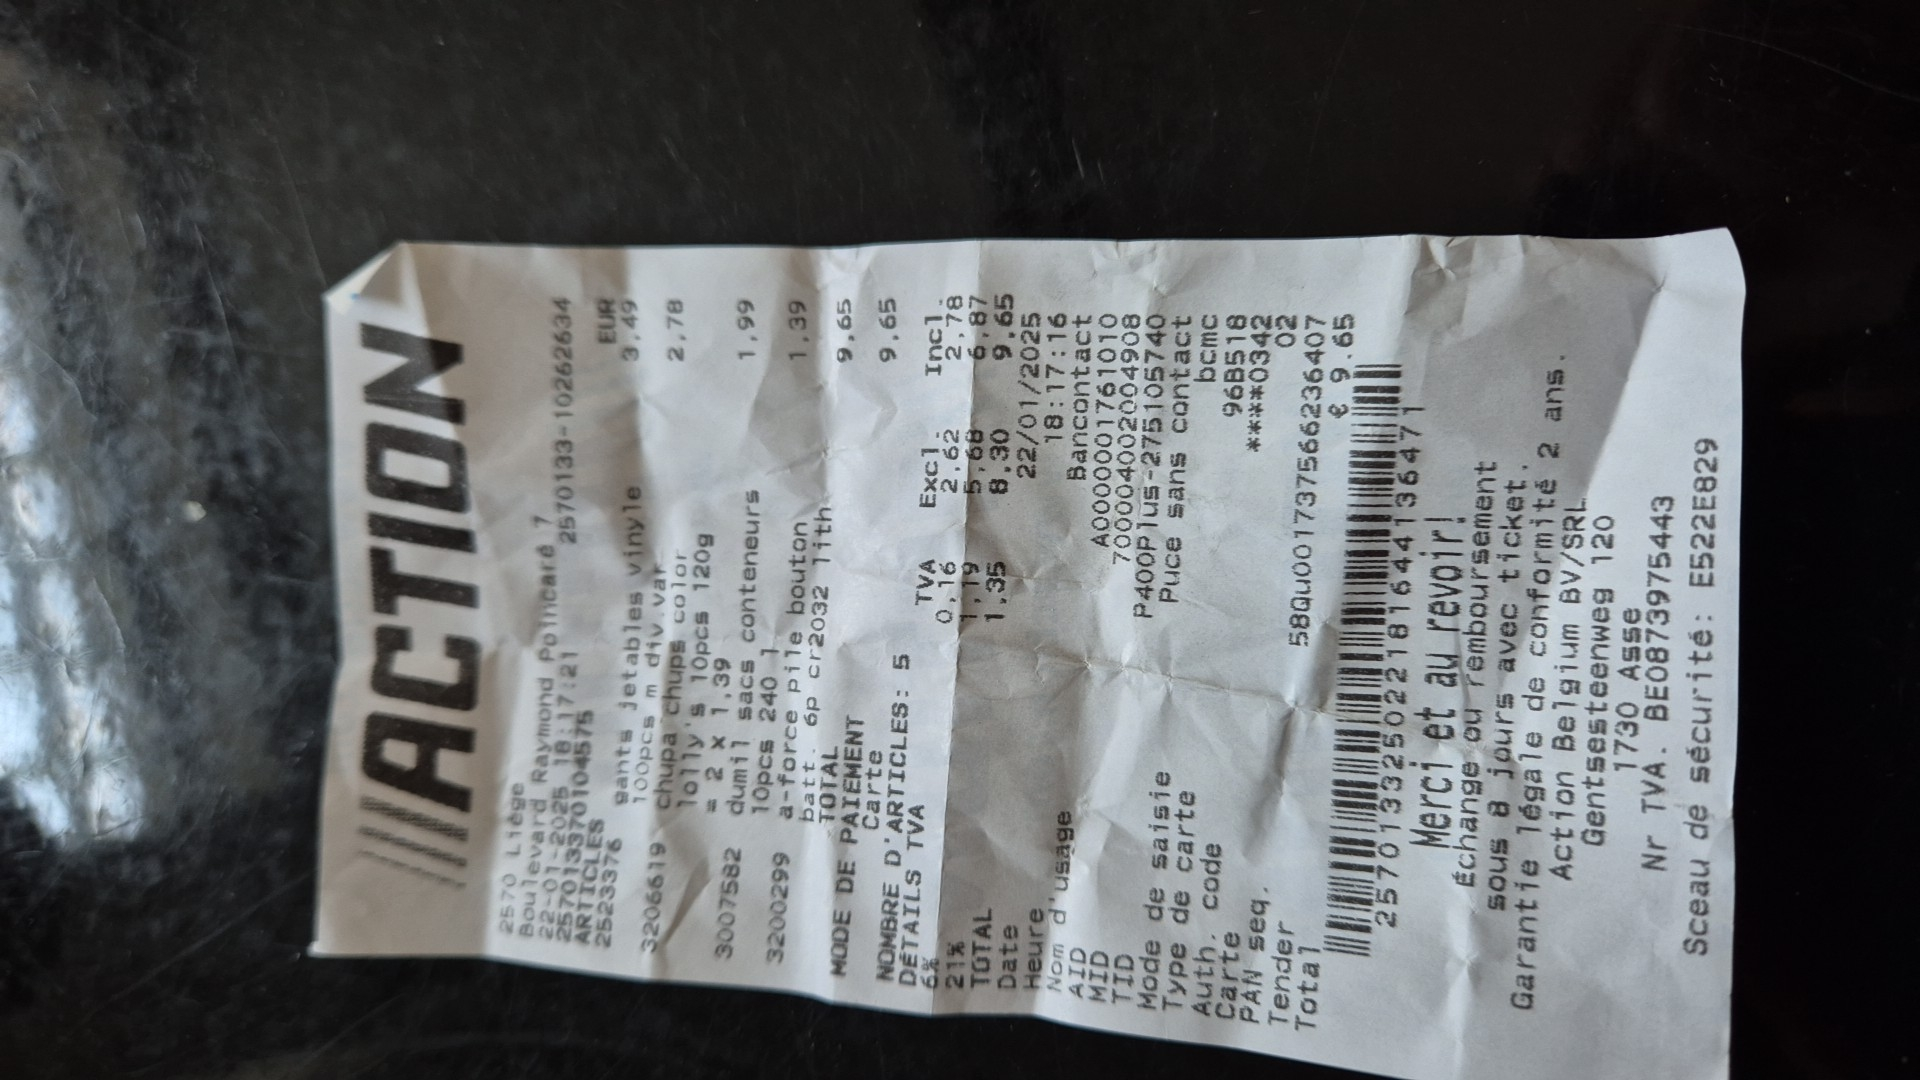 ACTION
2570 Liège
Boulevard Raymond Poincaré 7
22-01-2025 18:17:21 2570133-10262634
257013370104575
ARTICLES EUR
2523376 gants jetables vinyle 3,49
100pcs m div.var.
3206619 chupa chups color 2,78
lolly's 10pcs 120g
= 2 x 1,39
3007582 dumil sacs conteneurs 1,99
10pcs 240 l
3200299 a-force pile bouton 1,39
batt. 6p cr2032 lith
TOTAL 9,65
MODE DE PAIEMENT
Carte 9,65
NOMBRE D'ARTICLES: 5
DÉTAILS TVA TVA Excl. Incl.
6% 0,16 2,62 2,78
21% 1,19 5,68 6,87
TOTAL 1,35 8,30 9,65
Date 22/01/2025
Heure 18:17:16
Nom d'usage Bancontact
AID A0000001761010
MID 7000040020004908
TID P400Plus-275105740
Mode de saisie Puce sans contact
Type de carte bcmc
Auth. code 96B518
Carte ****0342
PAN seq. 02
Tender 58Qu001737566236407
Total € 9.65
25701332502218164413647 1
Merci et au revoir!
Échange ou remboursement
sous 8 jours avec ticket.
Garantie légale de conformité 2 ans.
Action Belgium BV/SRL
Gentsesteenweg 120
1730 Asse
Nr TVA. BE0873975443
Sceau de sécurité: E522E829